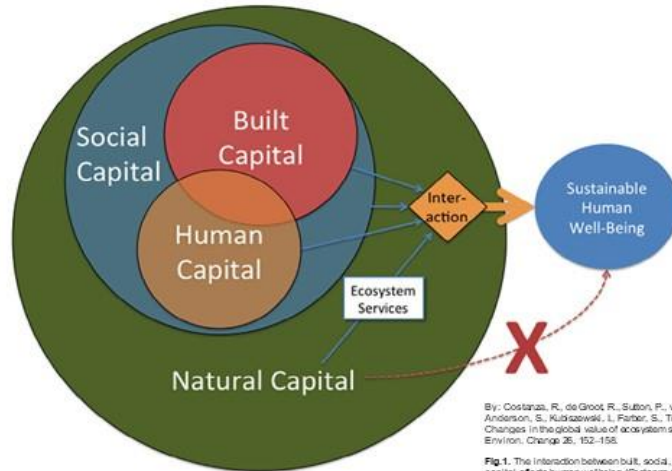 Social
Capital
Built
Capital
Human
Capital
Inter-
action
Sustainable
Human
Well-Being
Ecosystem
Services
Natural Capital
X
By: Costanza, R., de Groot, R., Sutton, P.,
Anderson, S., Kubiszewski, I., Farber, S.,
Changes in the global value of ecosystem
Environ. Change 26, 152-158.
Fig.1. The interaction between built, social,